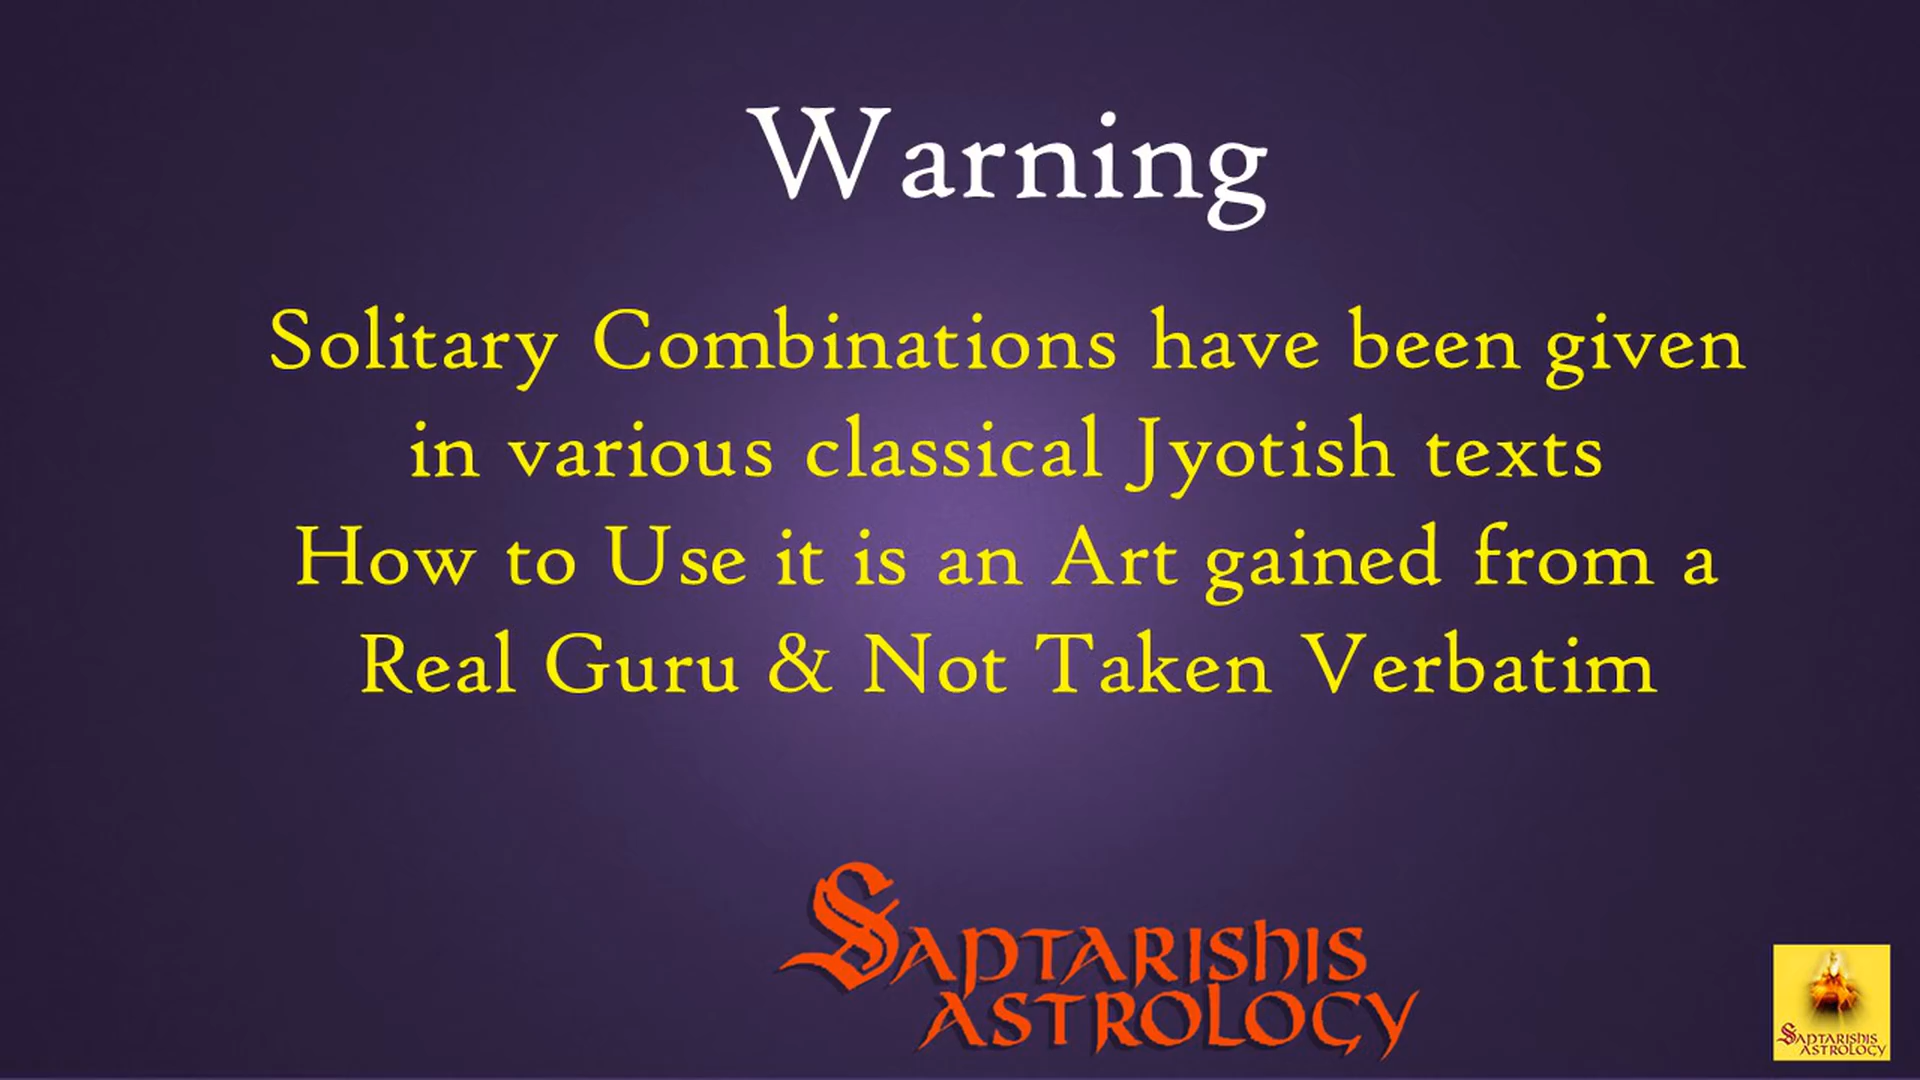 Warning
Solitary Combinations have been given
in various classical Jyotish texts
How to Use it is an Art gained from a
Real Guru & Not Taken Verbatim
SAPTARISHIS
ASTROLOGY
SAPTARISHIS
ASTROLOGY